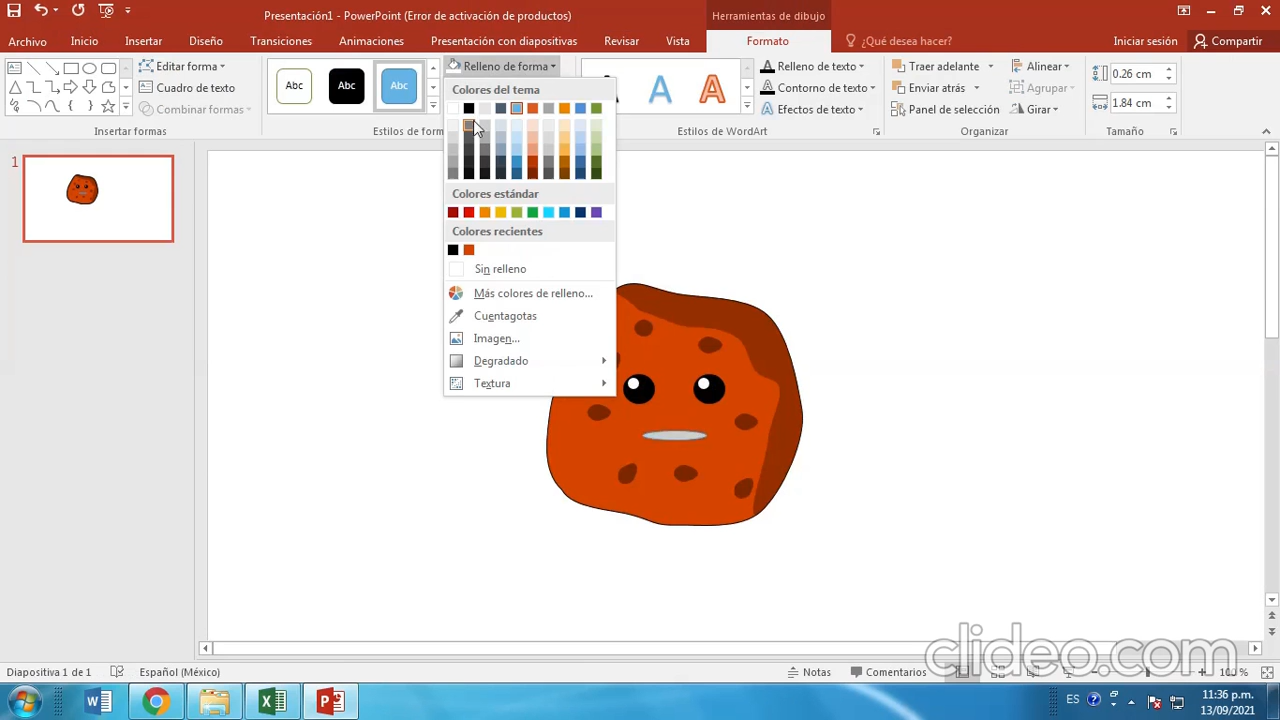 Presentación1 - PowerPoint (Error de activación de productos)
Herramientas de dibujo
Archivo
Inicio
Insertar
Diseño
Transiciones
Animaciones
Presentación con diapositivas
Revisar
Vista
Formato
¿Qué desea hacer?
Iniciar sesión
Compartir
Editar forma
Cuadro de texto
Combinar formas
Insertar formas
Abc
Abc
Abc
Relleno de forma
Estilos de form
A
A
Relleno de texto
Contorno de texto
Efectos de texto
Estilos de WordArt
Traer adelante
Enviar atrás
Panel de selección
Alinear
Agrupar
Girar
Organizar
0.26 cm
1.84 cm
Tamaño
Colores del tema
Colores estándar
Colores recientes
Sin relleno
Más colores de relleno...
Cuentagotas
Imagen...
Degradado
Textura
1
Diapositiva 1 de 1
Español (México)
Notas
Comentarios
100 %
clideo.com
ES
11:36 p.m.
13/09/2021